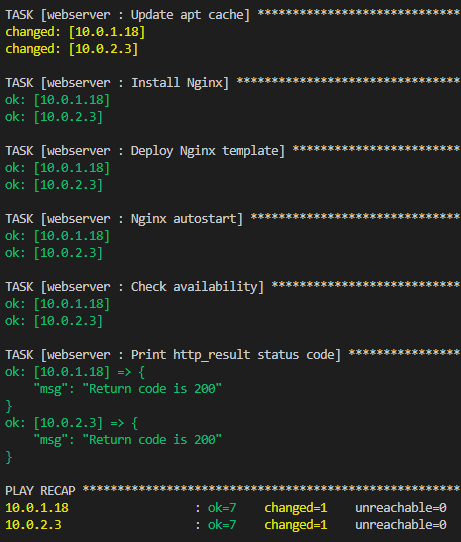 TASK [webserver : Update apt cache] *****************************
changed: [10.0.1.18]
changed: [10.0.2.3]
TASK [webserver : Install Nginx] ********************************
ok: [10.0.1.18]
ok: [10.0.2.3]
TASK [webserver : Deploy Nginx template] ************************
ok: [10.0.1.18]
ok: [10.0.2.3]
TASK [webserver : Nginx autostart] ******************************
ok: [10.0.1.18]
ok: [10.0.2.3]
TASK [webserver : Check availability] ***************************
ok: [10.0.1.18]
ok: [10.0.2.3]
TASK [webserver : Print http_result status code] ****************
ok: [10.0.1.18] => {
    "msg": "Return code is 200"
}
ok: [10.0.2.3] => {
    "msg": "Return code is 200"
}
PLAY RECAP ******************************************************
10.0.1.18                  : ok=7    changed=1    unreachable=0
10.0.2.3                   : ok=7    changed=1    unreachable=0